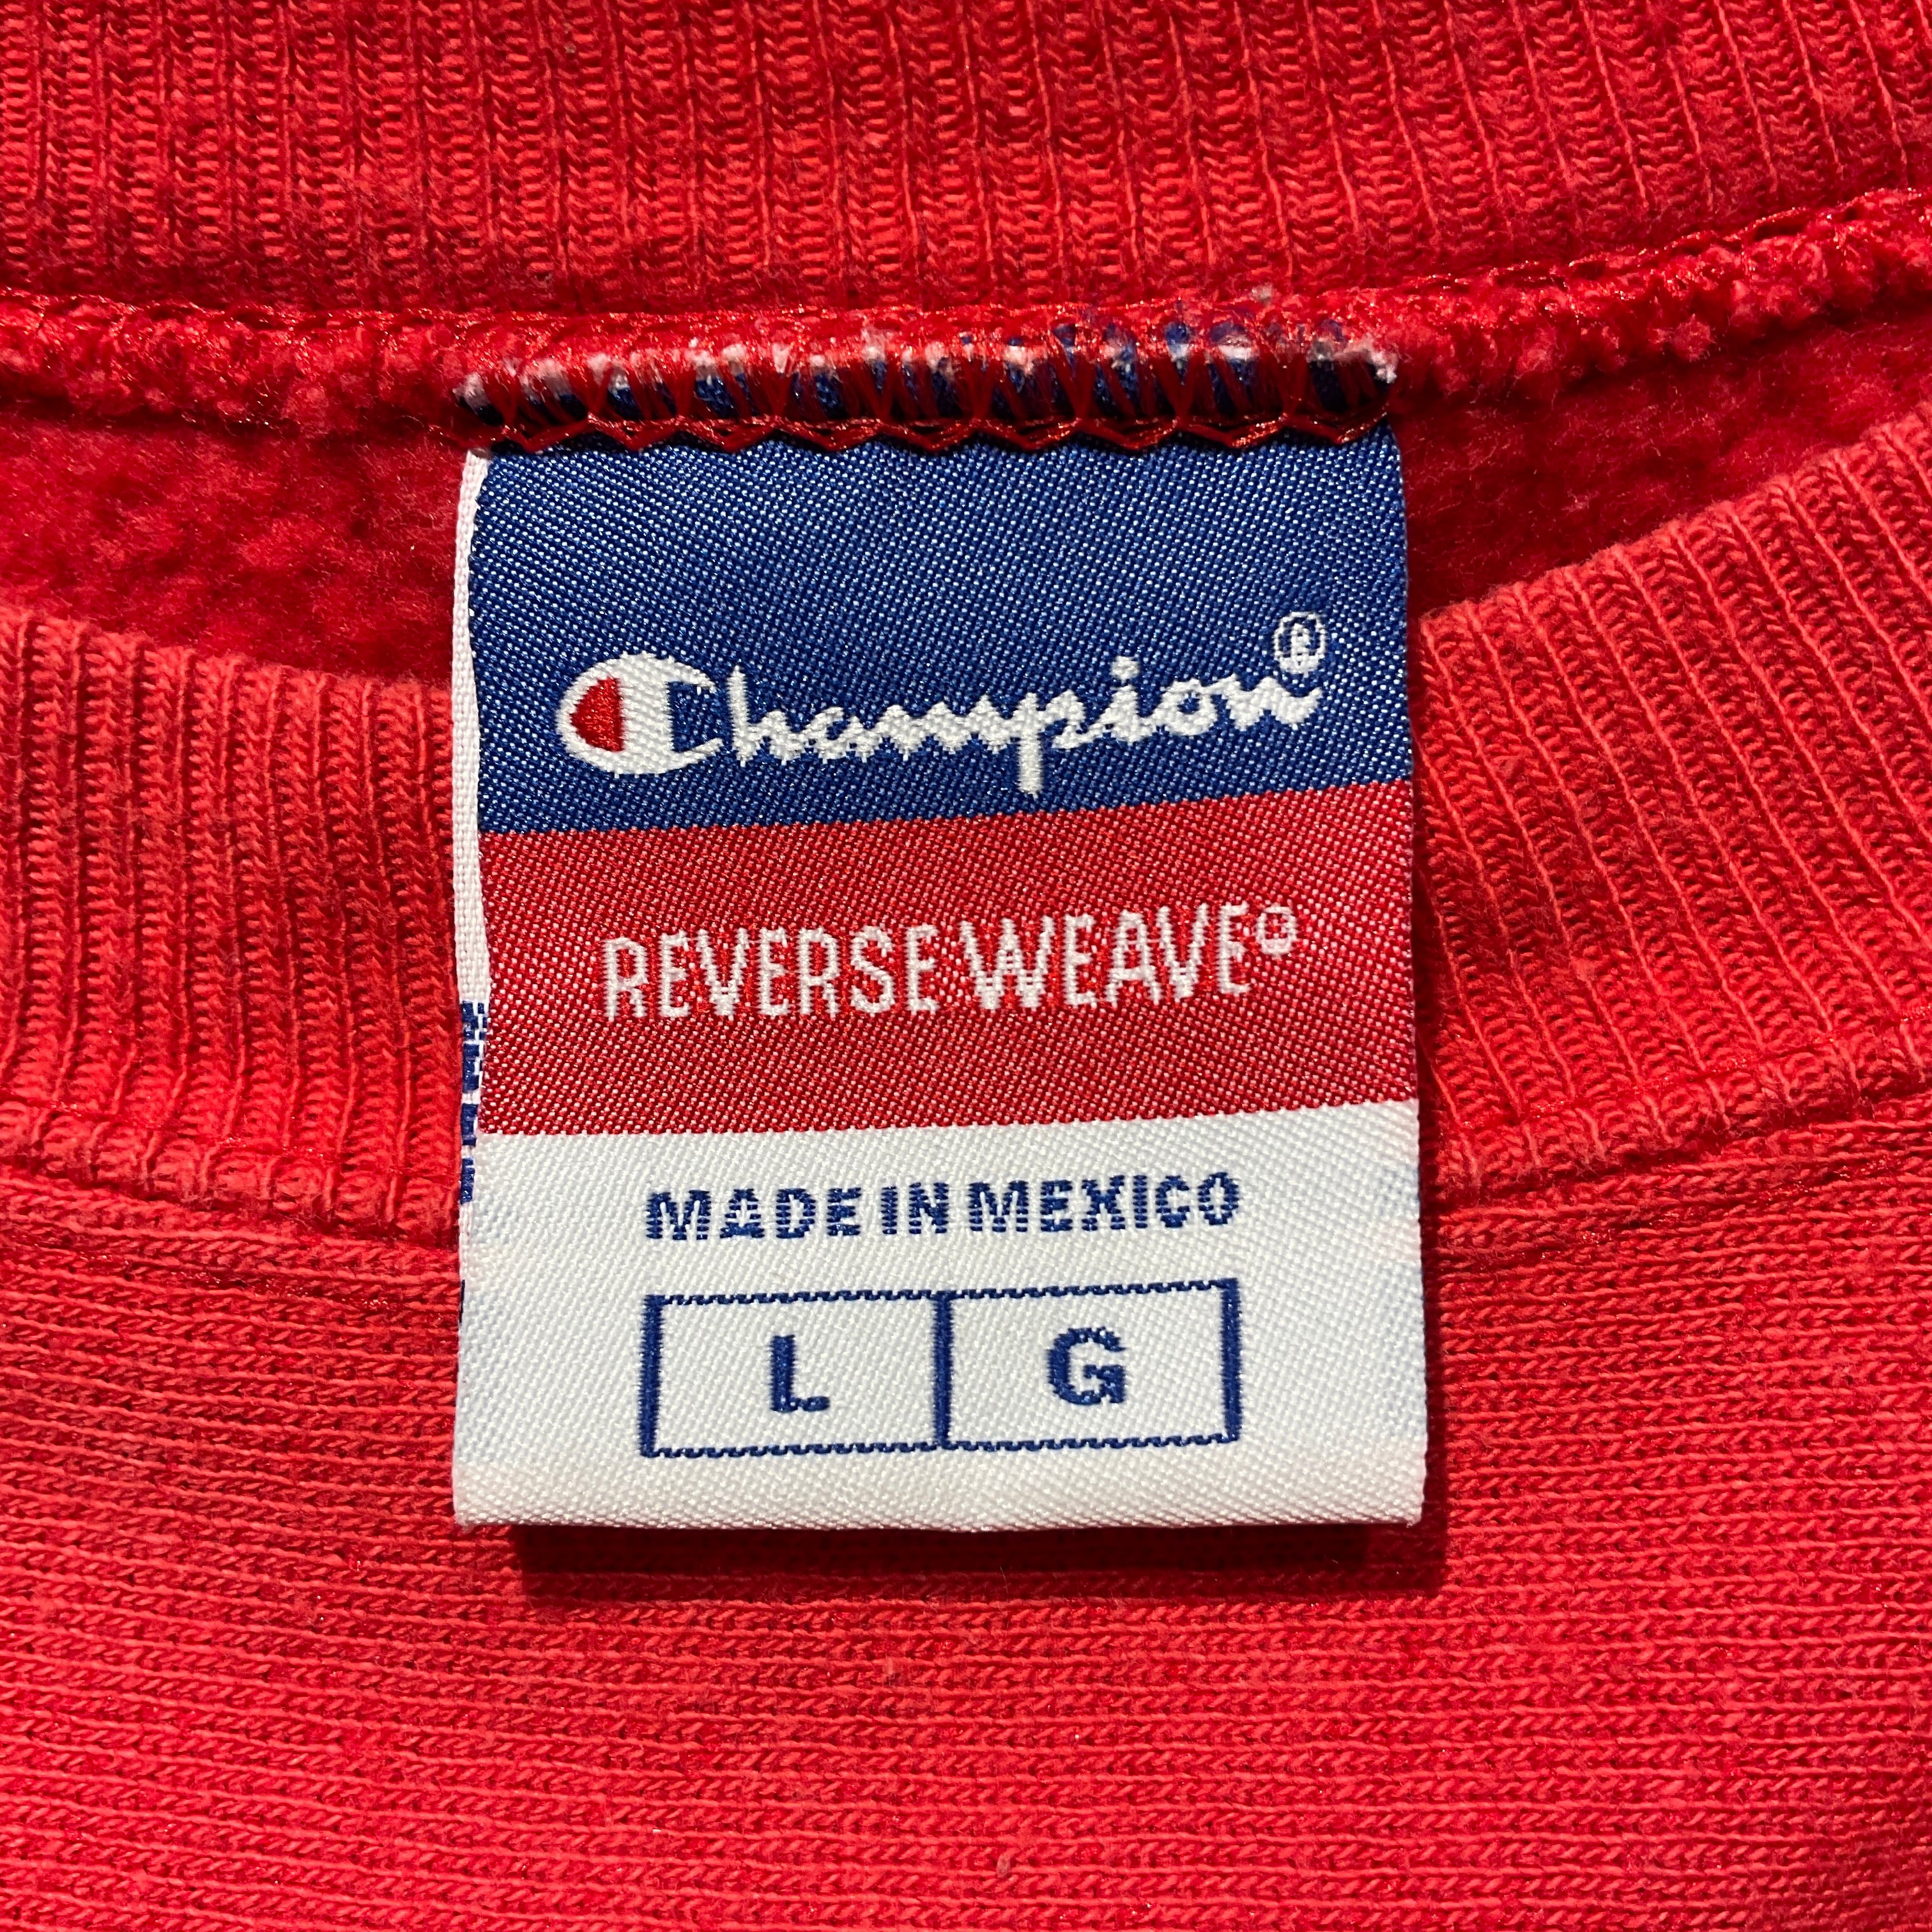 Champion®
REVERSE WEAVE®
MADE IN MEXICO
L G